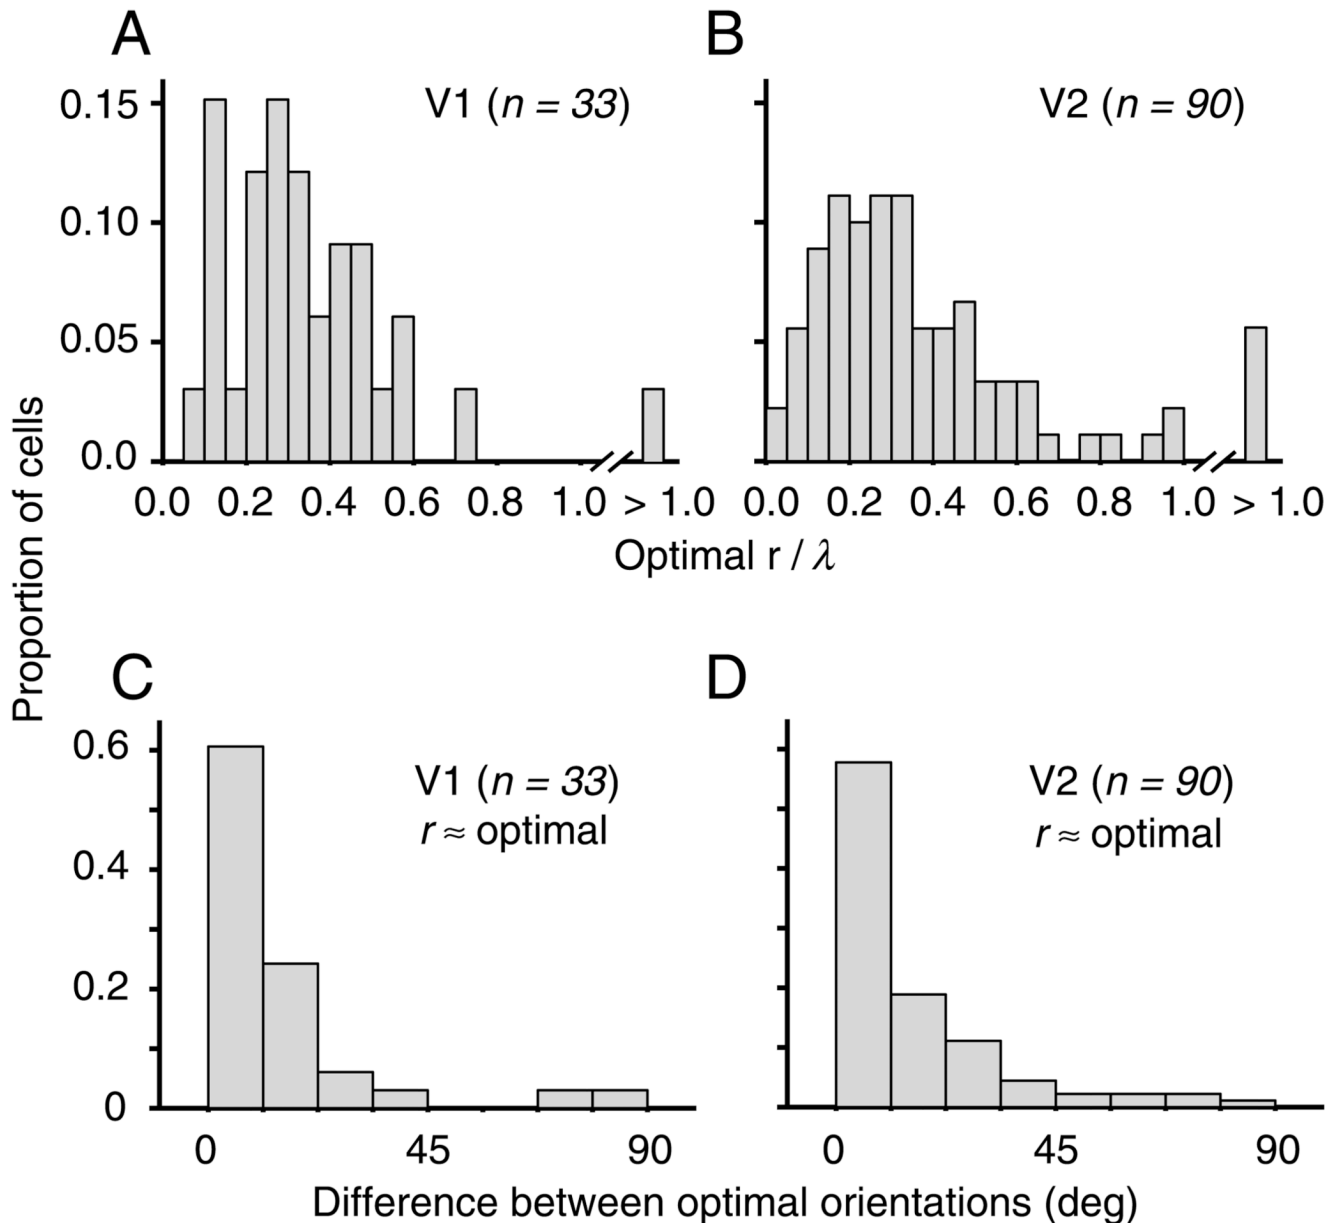 A
B
V1 (n = 33)
V2 (n = 90)
0.15
0.10
0.05
0.0
0.0 0.2 0.4 0.6 0.8 1.0 > 1.0
0.0 0.2 0.4 0.6 0.8 1.0 > 1.0
Optimal r / λ
Proportion of cells
C
D
V1 (n = 33)
r ≈ optimal
V2 (n = 90)
r ≈ optimal
0.6
0.4
0.2
0
0 45 90
0 45 90
Difference between optimal orientations (deg)